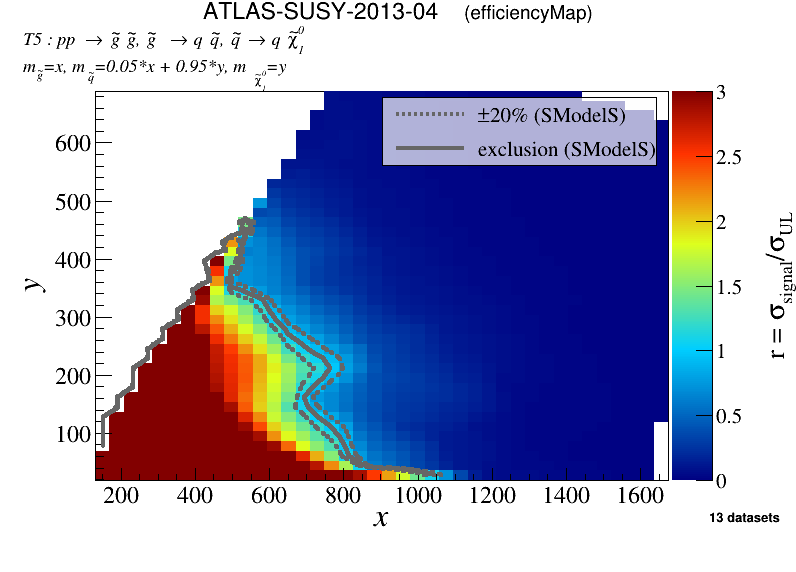 ATLAS-SUSY-2013-04 (efficiencyMap)
T5 : pp → g̃ g̃, g̃ → q q̃, q̃ → q χ̃₁⁰
m_g̃=x, m_q̃=0.05*x + 0.95*y, m_χ̃₁⁰=y
±20% (SModelS)
exclusion (SModelS)
600
500
400
300
200
100
y
200 400 600 800 1000 1200 1400 1600
x
3
2.5
2
1.5
1
0.5
0
r = σ_signal/σ_UL
13 datasets